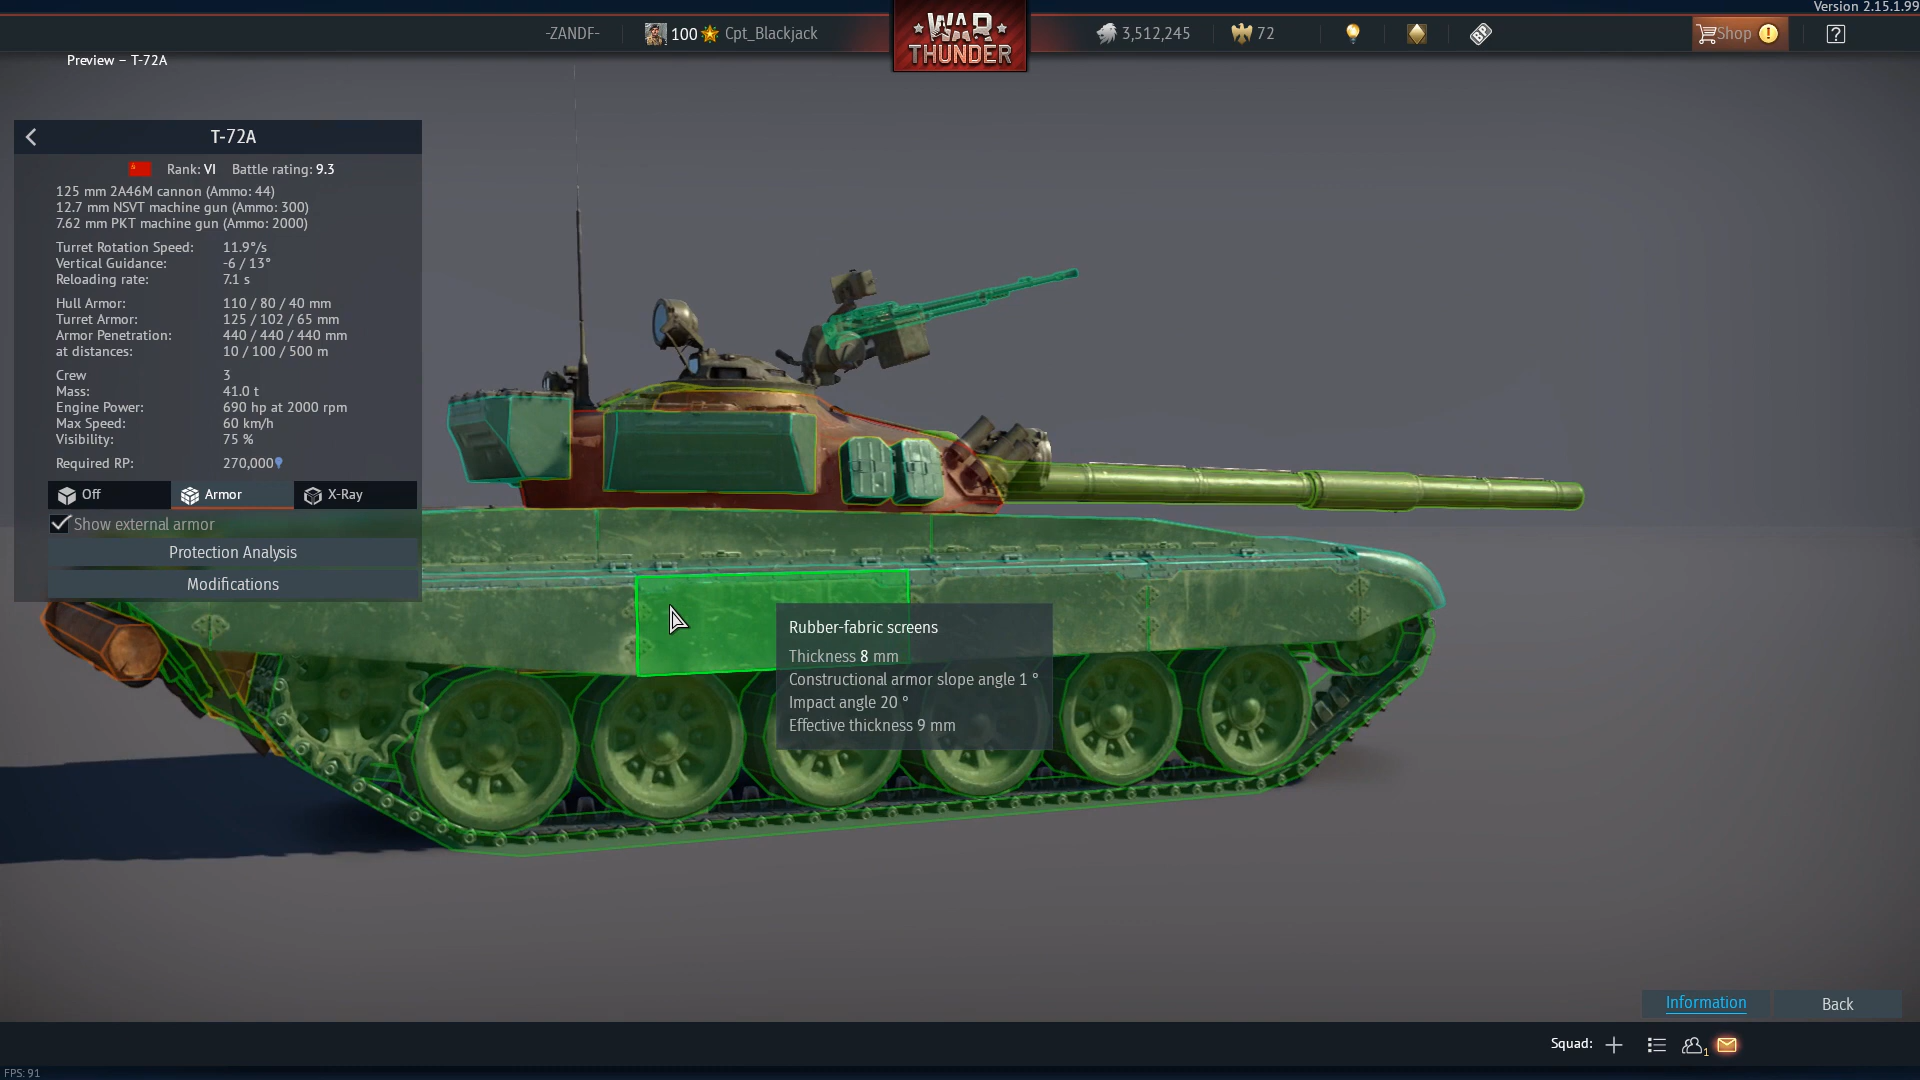 Version 2.15.1.99
-ZANDF-
100 Cpt_Blackjack
WAR THUNDER
3,512,245
72
BP
Shop !
?
Preview – T-72A
T-72A
Rank: VI Battle rating: 9.3
125 mm 2A46M cannon (Ammo: 44)
12.7 mm NSVT machine gun (Ammo: 300)
7.62 mm PKT machine gun (Ammo: 2000)
Turret Rotation Speed: 11.9°/s
Vertical Guidance: -6 / 13°
Reloading rate: 7.1 s
Hull Armor: 110 / 80 / 40 mm
Turret Armor: 125 / 102 / 65 mm
Armor Penetration: 440 / 440 / 440 mm
at distances: 10 / 100 / 500 m
Crew 3
Mass: 41.0 t
Engine Power: 690 hp at 2000 rpm
Max Speed: 60 km/h
Visibility: 75 %
Required RP: 270,000
Off Armor X-Ray
Show external armor
Protection Analysis
Modifications
Rubber-fabric screens
Thickness 8 mm
Constructional armor slope angle 1 °
Impact angle 20 °
Effective thickness 9 mm
Information Back
Squad: 1
FPS: 91